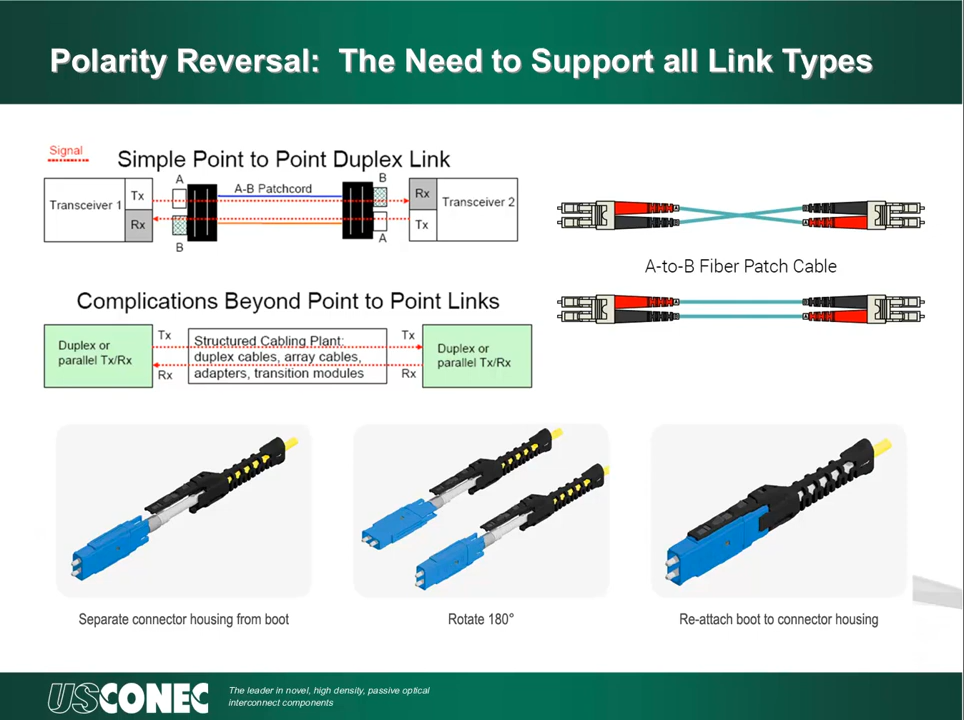 Polarity Reversal: The Need to Support all Link Types
Signal
Simple Point to Point Duplex Link
A
B
A-B Patchcord
Transceiver 1
Tx
Rx
Rx
Tx
Transceiver 2
B
A
A-to-B Fiber Patch Cable
Complications Beyond Point to Point Links
Duplex or
parallel Tx/Rx
Tx
Rx
Structured Cabling Plant:
duplex cables, array cables,
adapters, transition modules
Tx
Rx
Duplex or
parallel Tx/Rx
Separate connector housing from boot
Rotate 180°
Re-attach boot to connector housing
US CONEC
The leader in novel, high density, passive optical
interconnect components